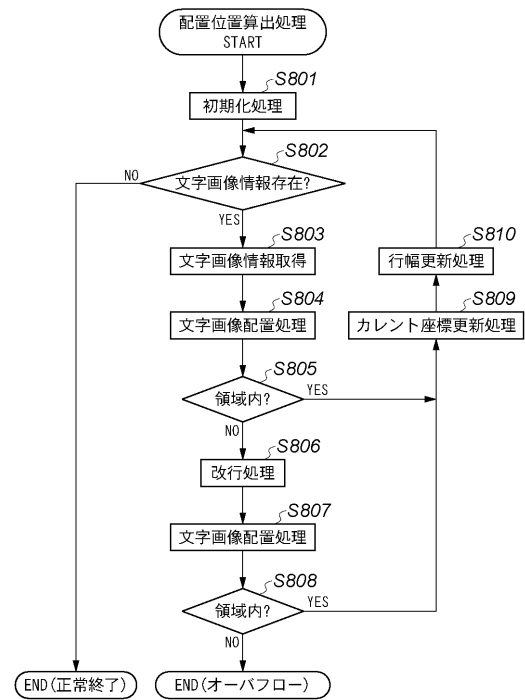 配置位置算出処理
START
S801
初期化処理
S802
文字画像情報存在?
NO
YES
S803
文字画像情報取得
S810
行幅更新処理
S804
文字画像配置処理
S809
カレント座標更新処理
S805
領域内?
YES
NO
S806
改行処理
S807
文字画像配置処理
S808
領域内?
YES
NO
END(正常終了)
END(オーバフロー)